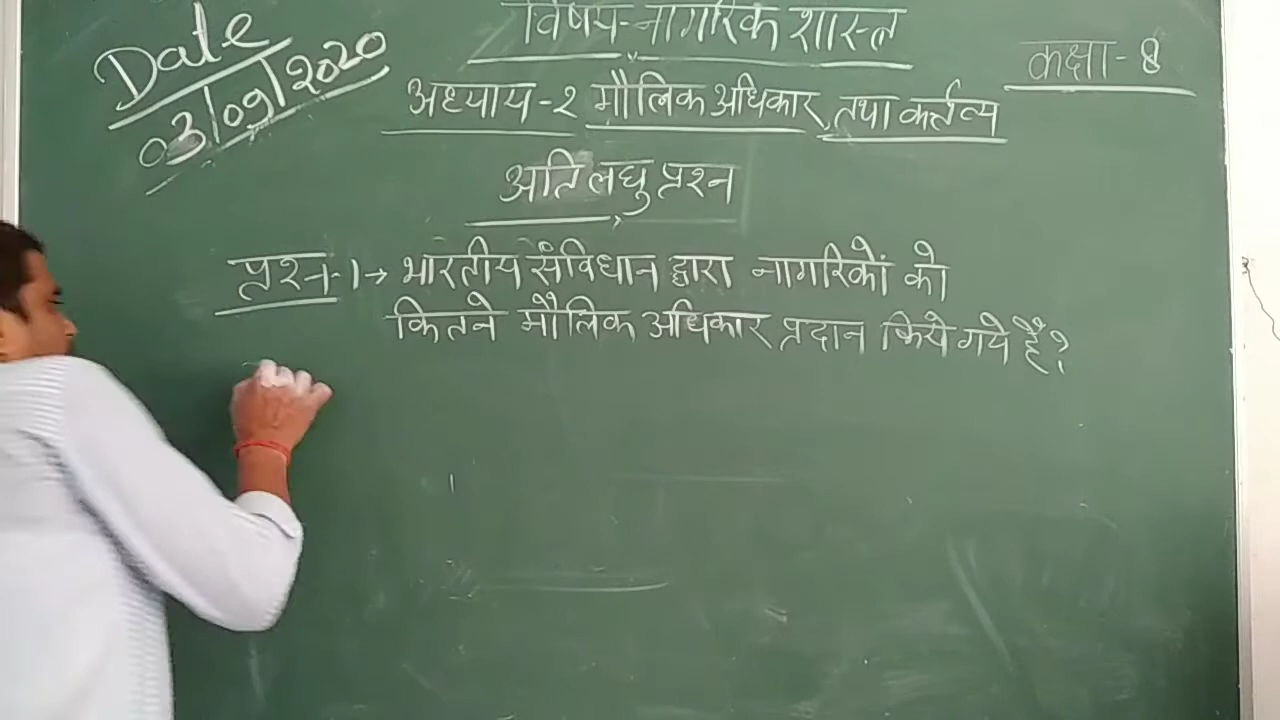 Date
03/09/2020
विषय-नागरिक शास्त्र
कक्षा-8
अध्याय-२ मौलिक अधिकार तथा कर्त्तव्य
अति लघु प्रश्न
प्रश्न-1→ भारतीय संविधान द्वारा नागरिकों को
कितने मौलिक अधिकार प्रदान किये गये हैं?